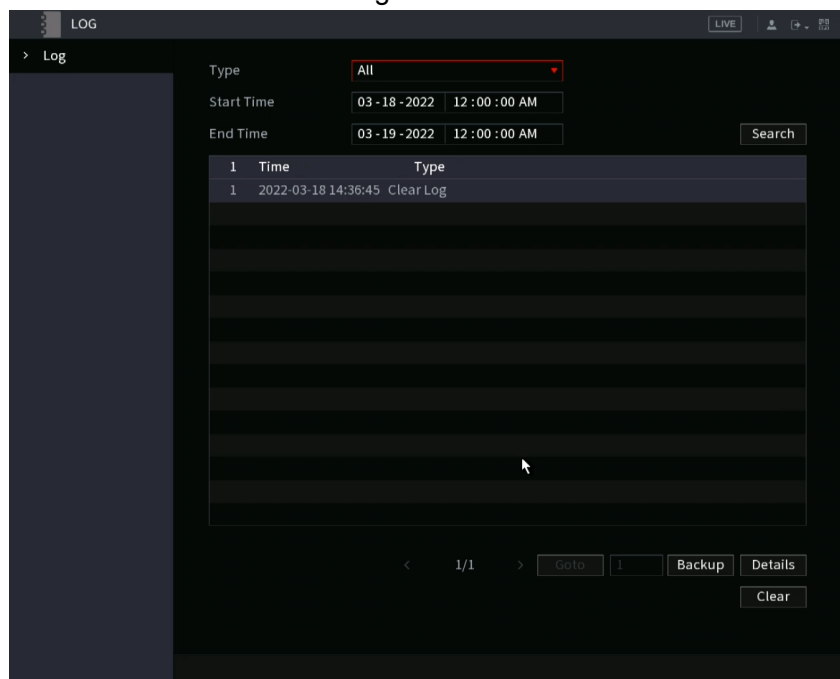 LOG
LIVE
> Log
Type All
Start Time 03 -18 -2022 12 :00 :00 AM
End Time 03 -19 -2022 12 :00 :00 AM Search
1 Time Type
1 2022-03-18 14:36:45 Clear Log
< 1/1 > Goto 1 Backup Details
Clear